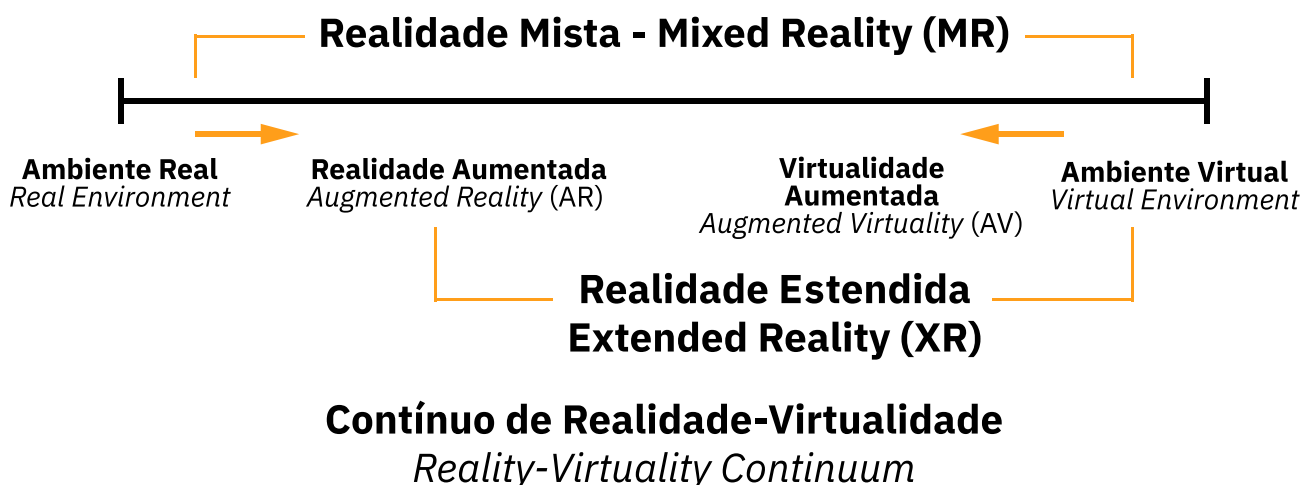 Realidade Mista - Mixed Reality (MR)
Ambiente Real
Real Environment
Realidade Aumentada
Augmented Reality (AR)
Virtualidade
Aumentada
Augmented Virtuality (AV)
Ambiente Virtual
Virtual Environment
Realidade Estendida
Extended Reality (XR)
Contínuo de Realidade-Virtualidade
Reality-Virtuality Continuum